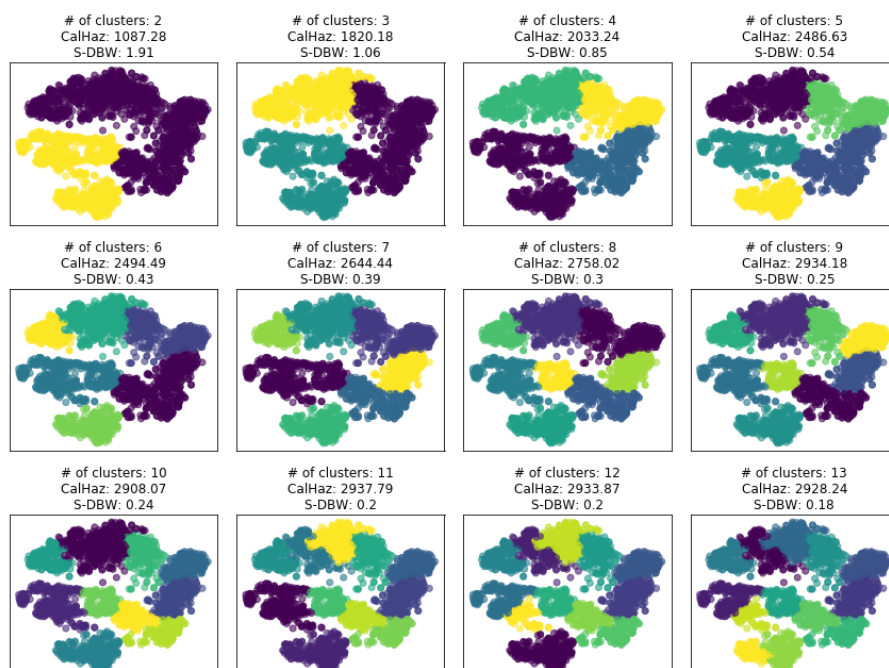 # of clusters: 2
CalHaz: 1087.28
S-DBW: 1.91
# of clusters: 3
CalHaz: 1820.18
S-DBW: 1.06
# of clusters: 4
CalHaz: 2033.24
S-DBW: 0.85
# of clusters: 5
CalHaz: 2486.63
S-DBW: 0.54
# of clusters: 6
CalHaz: 2494.49
S-DBW: 0.43
# of clusters: 7
CalHaz: 2644.44
S-DBW: 0.39
# of clusters: 8
CalHaz: 2758.02
S-DBW: 0.3
# of clusters: 9
CalHaz: 2934.18
S-DBW: 0.25
# of clusters: 10
CalHaz: 2908.07
S-DBW: 0.24
# of clusters: 11
CalHaz: 2937.79
S-DBW: 0.2
# of clusters: 12
CalHaz: 2933.87
S-DBW: 0.2
# of clusters: 13
CalHaz: 2928.24
S-DBW: 0.18